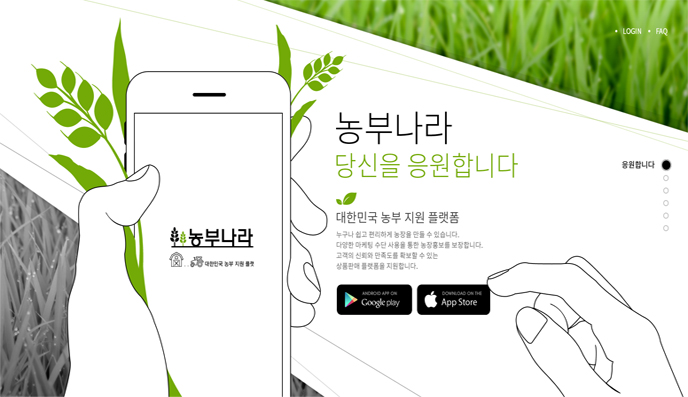 • LOGIN • FAQ
농부나라
당신을 응원합니다
응원합니다
대한민국 농부 지원 플랫폼
누구나 쉽고 편리하게 농장을 만들 수 있습니다.
다양한 마케팅 수단 사용을 통한 농장홍보를 보장합니다.
고객의 신뢰와 만족도를 확보할 수 있는
상품판매 플랫폼을 지원합니다.
ANDROID APP ON
Google play
DOWNLOAD ON THE
App Store
농부나라
대한민국 농부 지원 플랫